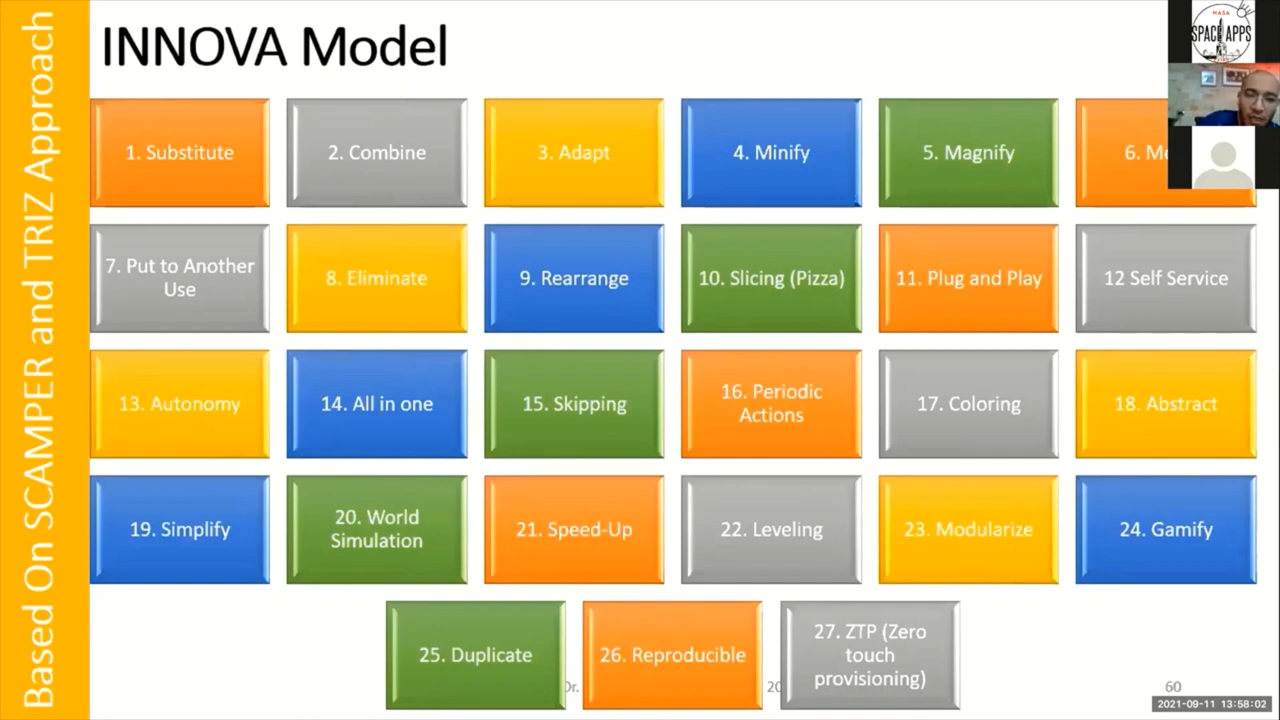 INNOVA Model
Based On SCAMPER and TRIZ Approach
NASA
SPACE APPS
1. Substitute
2. Combine
3. Adapt
4. Minify
5. Magnify
6.
7. Put to Another
Use
8. Eliminate
9. Rearrange
10. Slicing (Pizza)
11. Plug and Play
12 Self Service
13. Autonomy
14. All in one
15. Skipping
16. Periodic
Actions
17. Coloring
18. Abstract
19. Simplify
20. World
Simulation
21. Speed-Up
22. Leveling
23. Modularize
24. Gamify
25. Duplicate
26. Reproducible
27. ZTP (Zero
touch
provisioning)
Dr.
60
2021-09-11 13:58:02